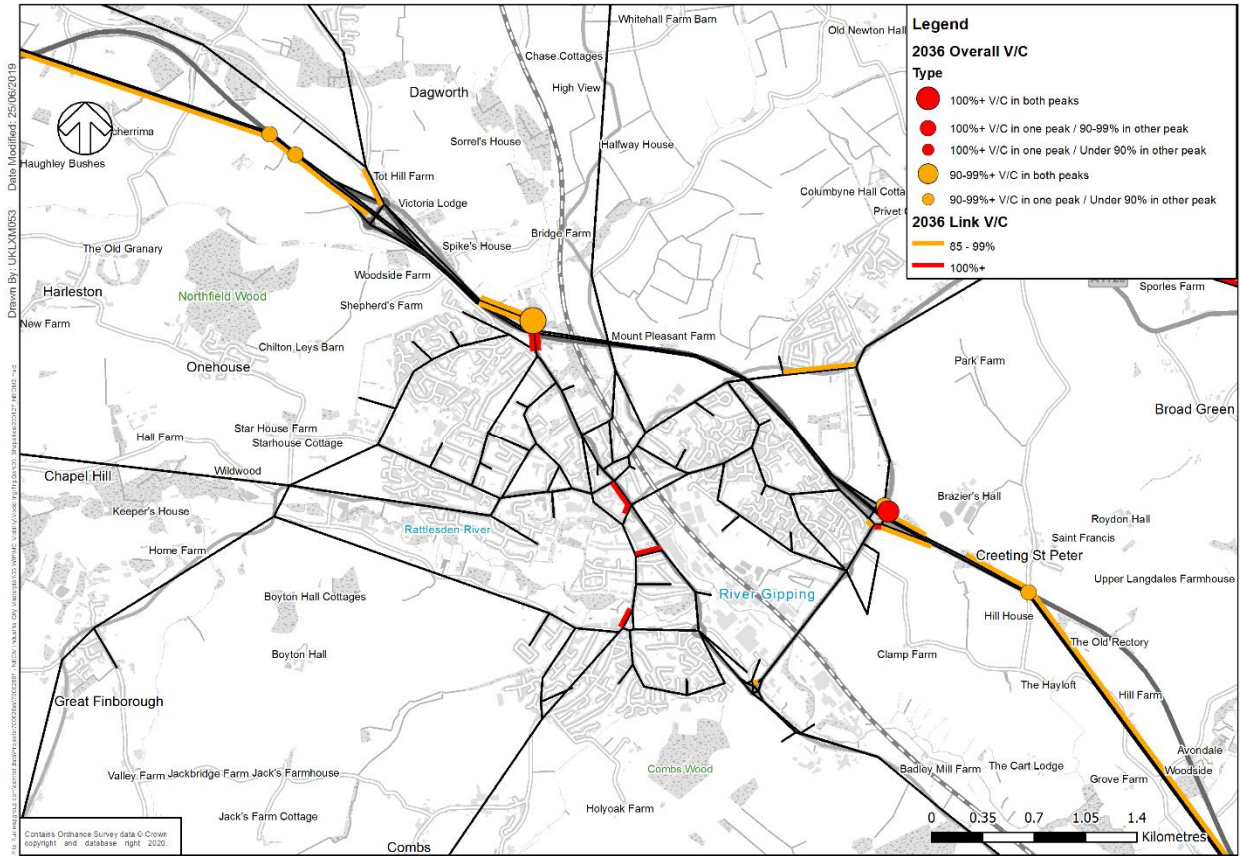 Whitehall Farm Barn
Old Newton Hall
Chase Cottages
Dagworth
High View
Sorrel's House
Halfway House
cherrima
Haughley Bushes
Tot Hill Farm
Columbyne Hall Cotta
Victoria Lodge
Privet
The Old Granary
Spike's House
Bridge Farm
Woodside Farm
Harleston
Northfield Wood
Shepherd's Farm
New Farm
Chilton Leys Barn
Mount Pleasant Farm
Onehouse
Park Farm
Sporles Farm
Broad Green
Star House Farm
Starhouse Cottage
Hall Farm
Wildwood
Chapel Hill
Keeper's House
Rattlesden River
Brazier's Hall
Roydon Hall
Saint Francis
Home Farm
Creeting St Peter
Upper Langdales Farmhouse
Boyton Hall Cottages
River Gipping
Hill House
Boyton Hall
Clamp Farm
The Old Rectory
The Hayloft
Hill Farm
Great Finborough
Avondale
Woodside
Valley Farm
Jackbridge Farm
Jack's Farmhouse
Combs Wood
Badley Mill Farm
The Cart Lodge
Grove Farm
Holyoak Farm
Jack's Farm Cottage
Combs
Legend
2036 Overall V/C
Type
100%+ V/C in both peaks
100%+ V/C in one peak / 90-99% in other peak
100%+ V/C in one peak / Under 90% in other peak
90-99%+ V/C in both peaks
90-99%+ V/C in one peak / Under 90% in other peak
2036 Link V/C
85 - 99%
100%+
0 0.35 0.7 1.05 1.4
Kilometres
Contains Ordnance Survey data © Crown
copyright and database right 2020.
Drawn By: UKLXM053 Date Modified: 25/06/2019